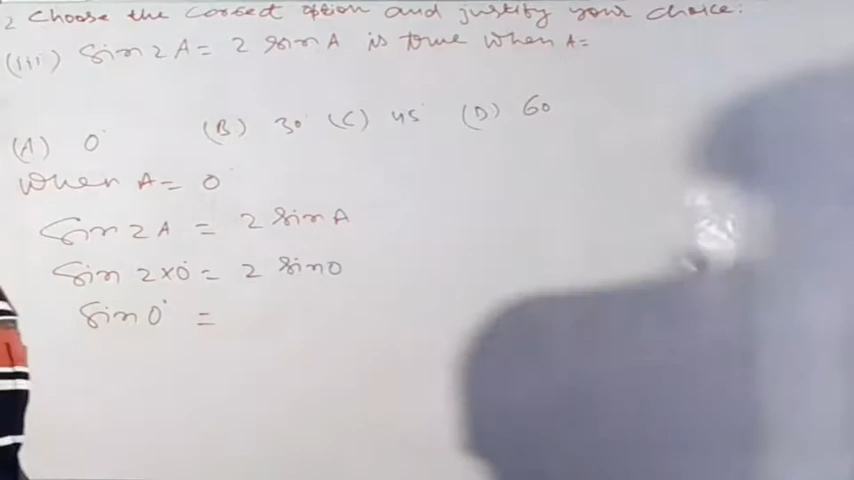 2 Choose the correct option and justify your choice:
(iii) Sin 2A = 2 sin A is true when A=
(A) 0° (B) 30° (C) 45° (D) 60
When A = 0
Sin 2A = 2 sin A
Sin 2×0° = 2 sin 0
Sin 0° =